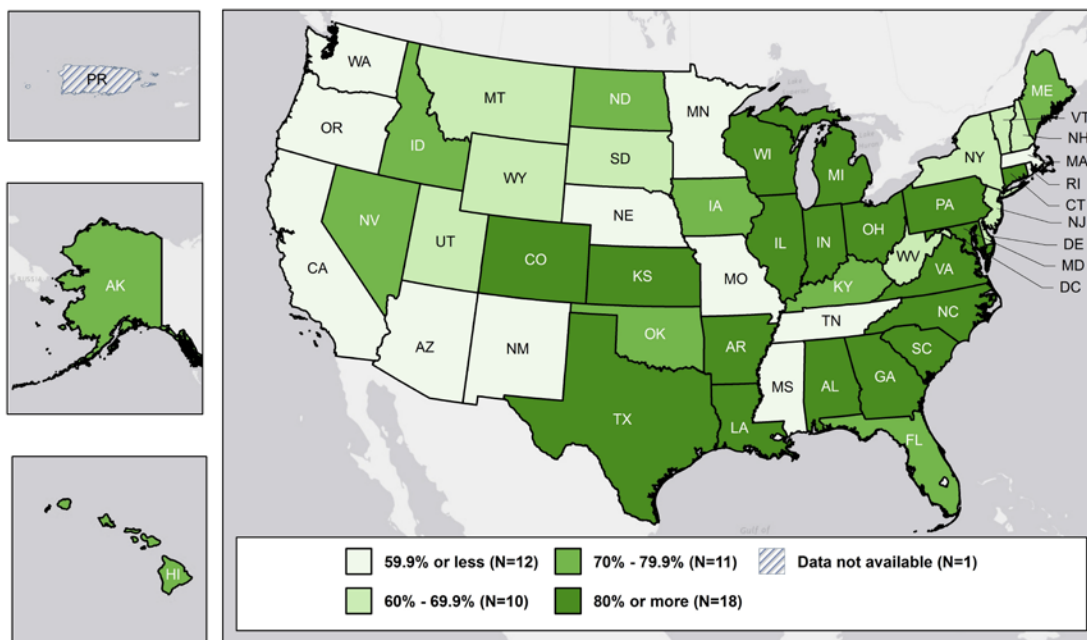 PR
AK
HI
WA
OR
CA
ID
NV
MT
WY
UT
AZ
NM
CO
ND
SD
NE
KS
OK
TX
MN
IA
MO
AR
LA
WI
IL
MI
IN
OH
KY
TN
MS
AL
GA
FL
SC
NC
VA
WV
PA
NY
ME
VT
NH
MA
RI
CT
NJ
DE
MD
DC
Gulf of
59.9% or less (N=12)
70% - 79.9% (N=11)
Data not available (N=1)
60% - 69.9% (N=10)
80% or more (N=18)